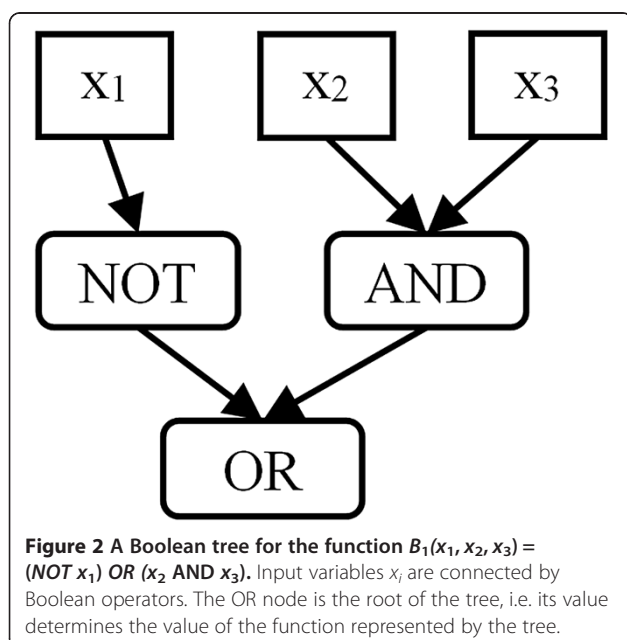 x1 x2 x3
NOT AND
OR
Figure 2 A Boolean tree for the function B₁(x₁, x₂, x₃) =
(NOT x₁) OR (x₂ AND x₃). Input variables xᵢ are connected by
Boolean operators. The OR node is the root of the tree, i.e. its value
determines the value of the function represented by the tree.